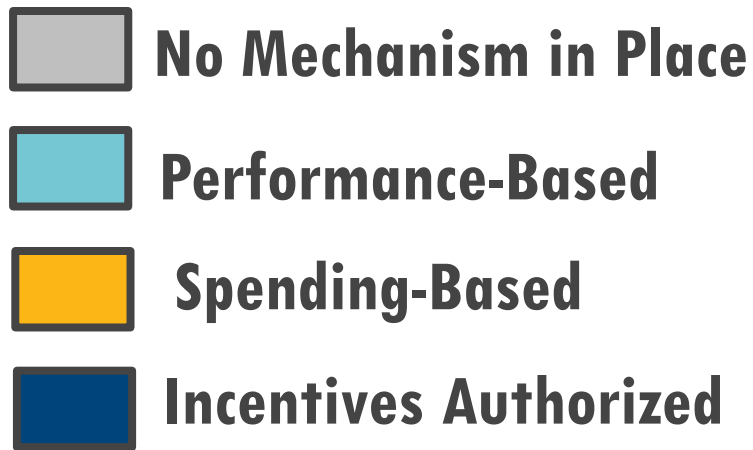 No Mechanism in Place
Performance-Based
Spending-Based
Incentives Authorized